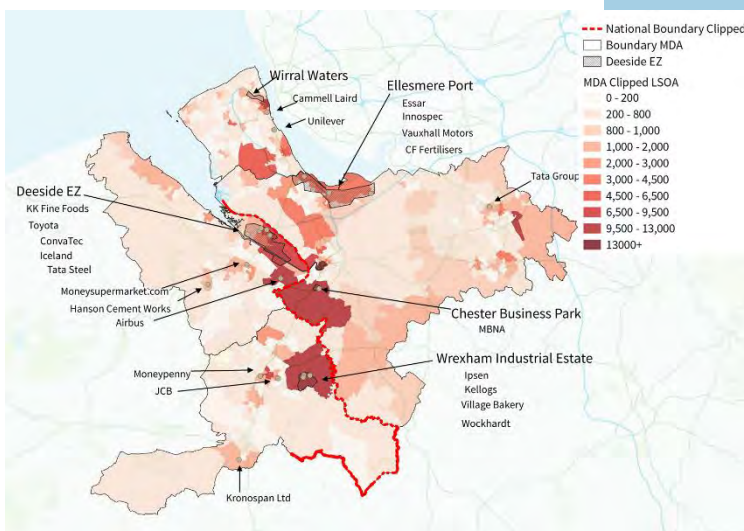 National Boundary Clipped
Boundary MDA
Deeside EZ
MDA Clipped LSOA
0 - 200
200 - 800
800 - 1,000
1,000 - 2,000
2,000 - 3,000
3,000 - 4,500
4,500 - 6,500
6,500 - 9,500
9,500 - 13,000
13000+
Wirral Waters
Cammell Laird
Unilever
Ellesmere Port
Essar
Innospec
Vauxhall Motors
CF Fertilisers
Tata Group
Deeside EZ
KK Fine Foods
Toyota
ConvaTec
Iceland
Tata Steel
Moneysupermarket.com
Hanson Cement Works
Airbus
Chester Business Park
MBNA
Wrexham Industrial Estate
Ipsen
Kellogs
Village Bakery
Wockhardt
Moneypenny
JCB
Kronospan Ltd